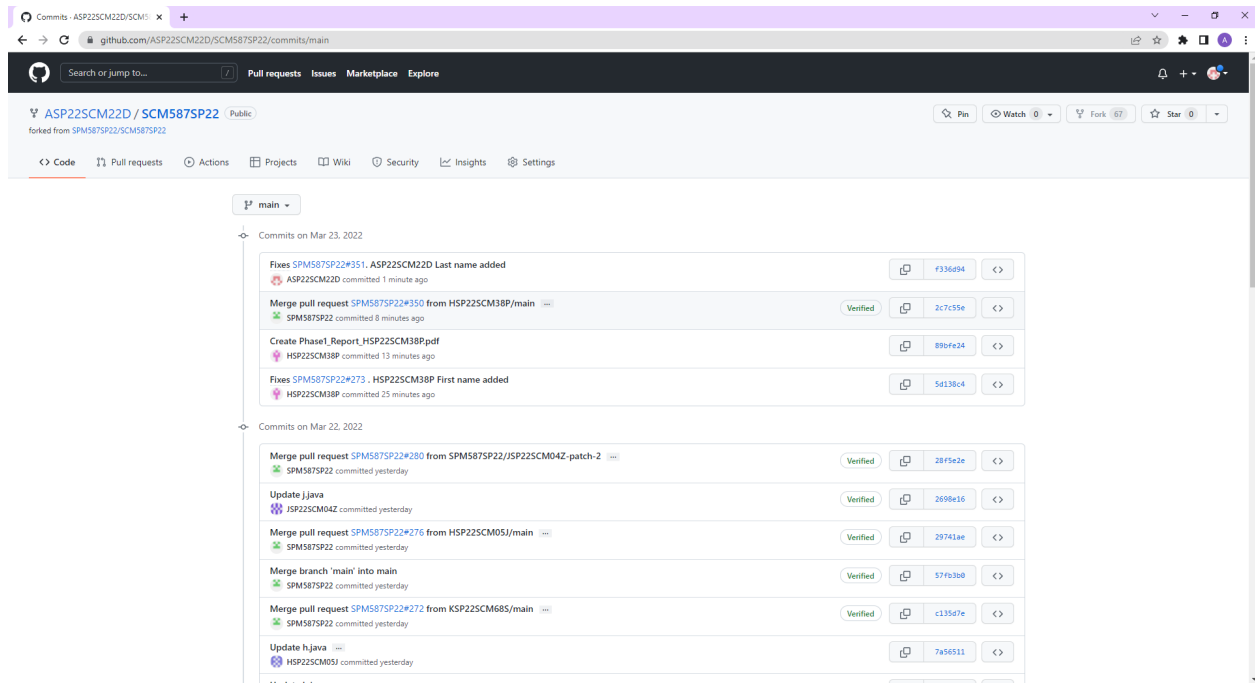 Commits · ASP22SCM22D/SCM5
github.com/ASP22SCM22D/SCM587SP22/commits/main
A
Search or jump to... /
Pull requests Issues Marketplace Explore
ASP22SCM22D / SCM587SP22 Public
forked from SPM587SP22/SCM587SP22
Pin Watch 0 Fork 67 Star 0
Code Pull requests Actions Projects Wiki Security Insights Settings
main
Commits on Mar 23, 2022
Fixes SPM587SP22#351. ASP22SCM22D Last name added
ASP22SCM22D committed 1 minute ago
f336d94
Merge pull request SPM587SP22#350 from HSP22SCM38P/main ...
SPM587SP22 committed 8 minutes ago
Verified 2c7c55e
Create Phase1_Report_HSP22SCM38P.pdf
HSP22SCM38P committed 13 minutes ago
89bfe24
Fixes SPM587SP22#273 . HSP22SCM38P First name added
HSP22SCM38P committed 25 minutes ago
5d138c4
Commits on Mar 22, 2022
Merge pull request SPM587SP22#280 from SPM587SP22/JSP22SCM04Z-patch-2 ...
SPM587SP22 committed yesterday
Verified 28f5e2e
Update j.java
JSP22SCM04Z committed yesterday
Verified 2698e16
Merge pull request SPM587SP22#276 from HSP22SCM05J/main ...
SPM587SP22 committed yesterday
Verified 29741ae
Merge branch 'main' into main
SPM587SP22 committed yesterday
Verified 57fb3b0
Merge pull request SPM587SP22#272 from KSP22SCM68S/main ...
SPM587SP22 committed yesterday
Verified c135d7e
Update h.java ...
HSP22SCM05J committed yesterday
7a56511